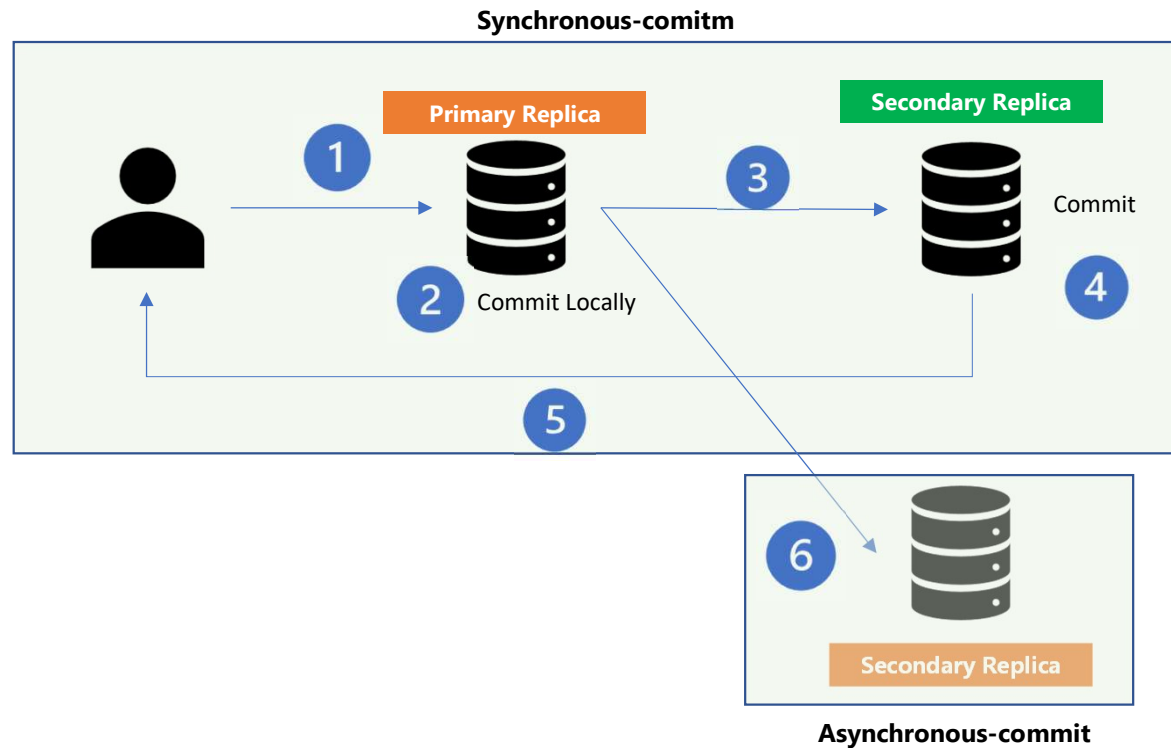 Synchronous-comitm
Primary Replica
Secondary Replica
1
3
Commit
2
Commit Locally
4
5
6
Secondary Replica
Asynchronous-commit